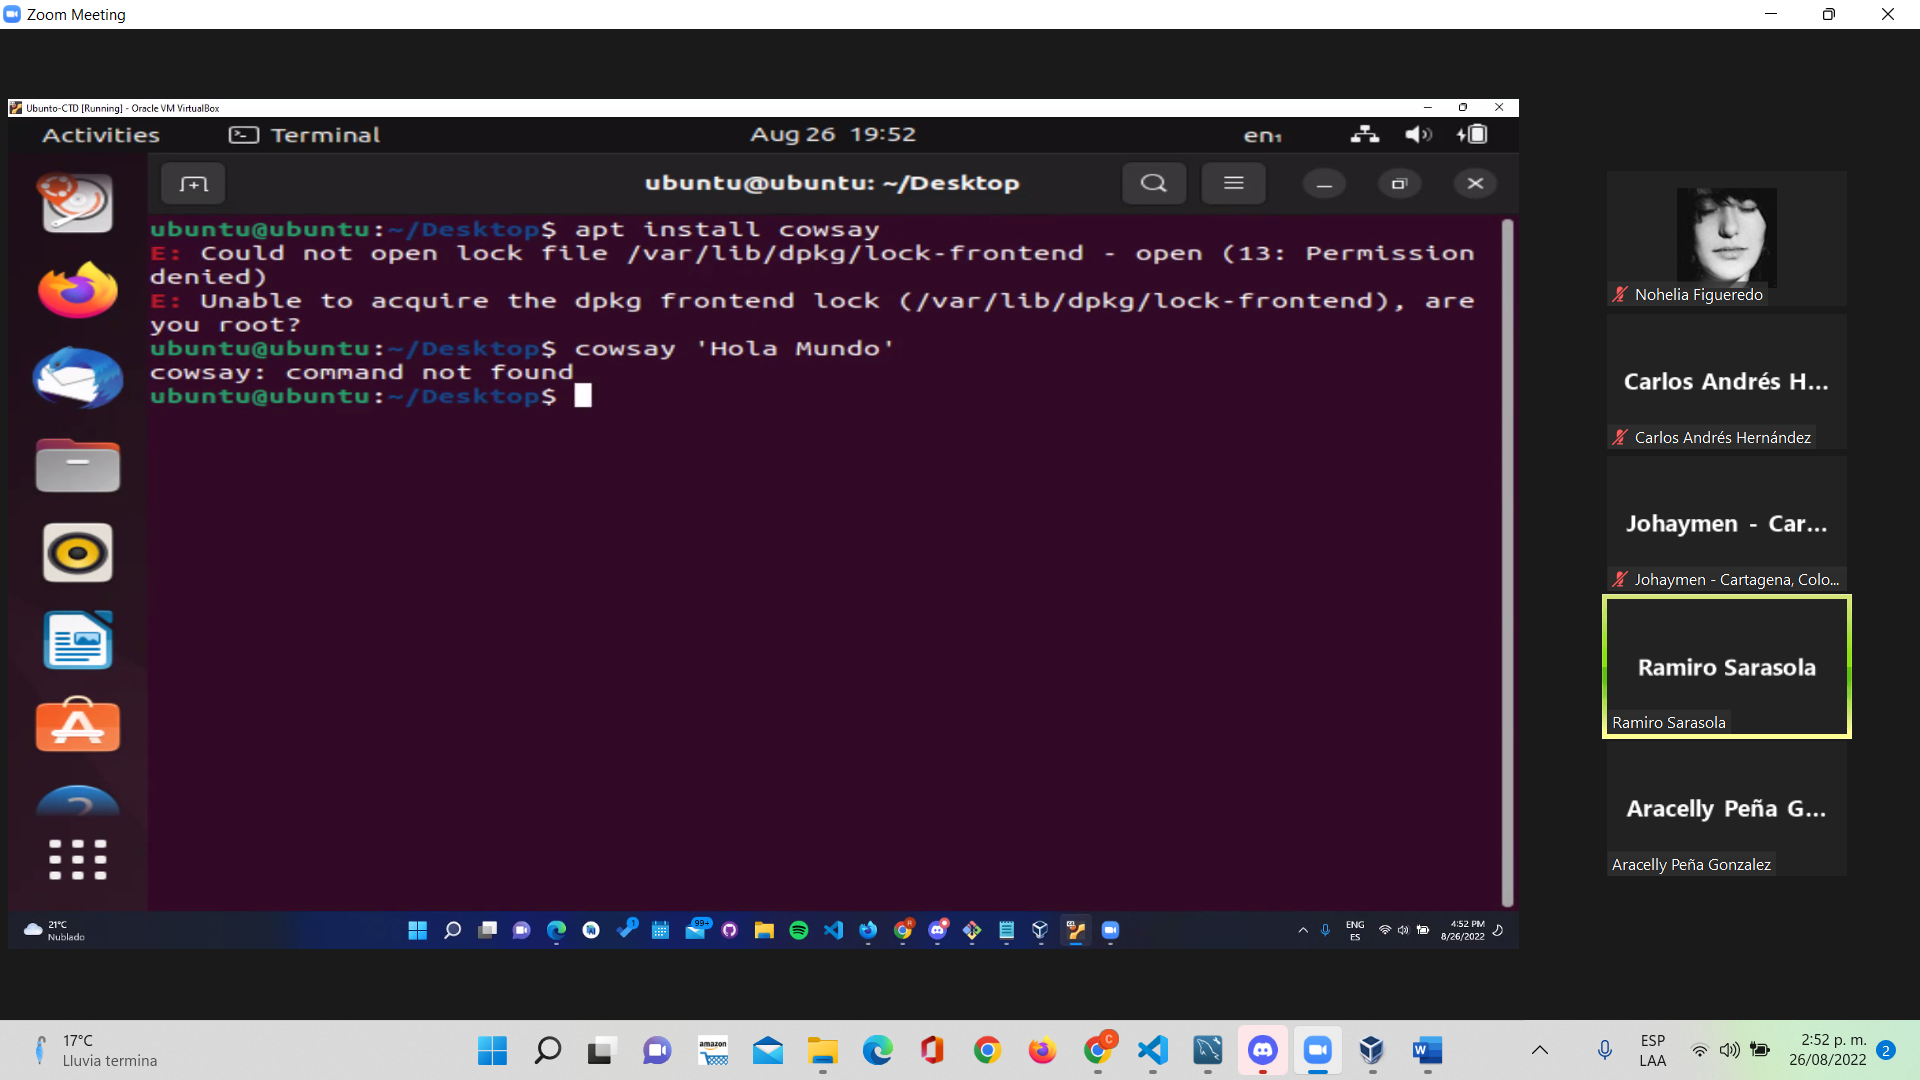 Zoom Meeting
Ubunto-CTD [Running] - Oracle VM VirtualBox
Activities Terminal Aug 26 19:52 en₁
ubuntu@ubuntu: ~/Desktop
ubuntu@ubuntu:~/Desktop$ apt install cowsay
E: Could not open lock file /var/lib/dpkg/lock-frontend - open (13: Permission
denied)
E: Unable to acquire the dpkg frontend lock (/var/lib/dpkg/lock-frontend), are
you root?
ubuntu@ubuntu:~/Desktop$ cowsay 'Hola Mundo'
cowsay: command not found
ubuntu@ubuntu:~/Desktop$
21°C
Nublado
1
99+
ENG
ES
4:52 PM
8/26/2022
Nohelia Figueredo
Carlos Andrés H...
Carlos Andrés Hernández
Johaymen - Car...
Johaymen - Cartagena, Colo...
Ramiro Sarasola
Ramiro Sarasola
Aracelly Peña G...
Aracelly Peña Gonzalez
17°C
Lluvia termina
amazon
C
ESP
LAA
2:52 p. m.
26/08/2022
2